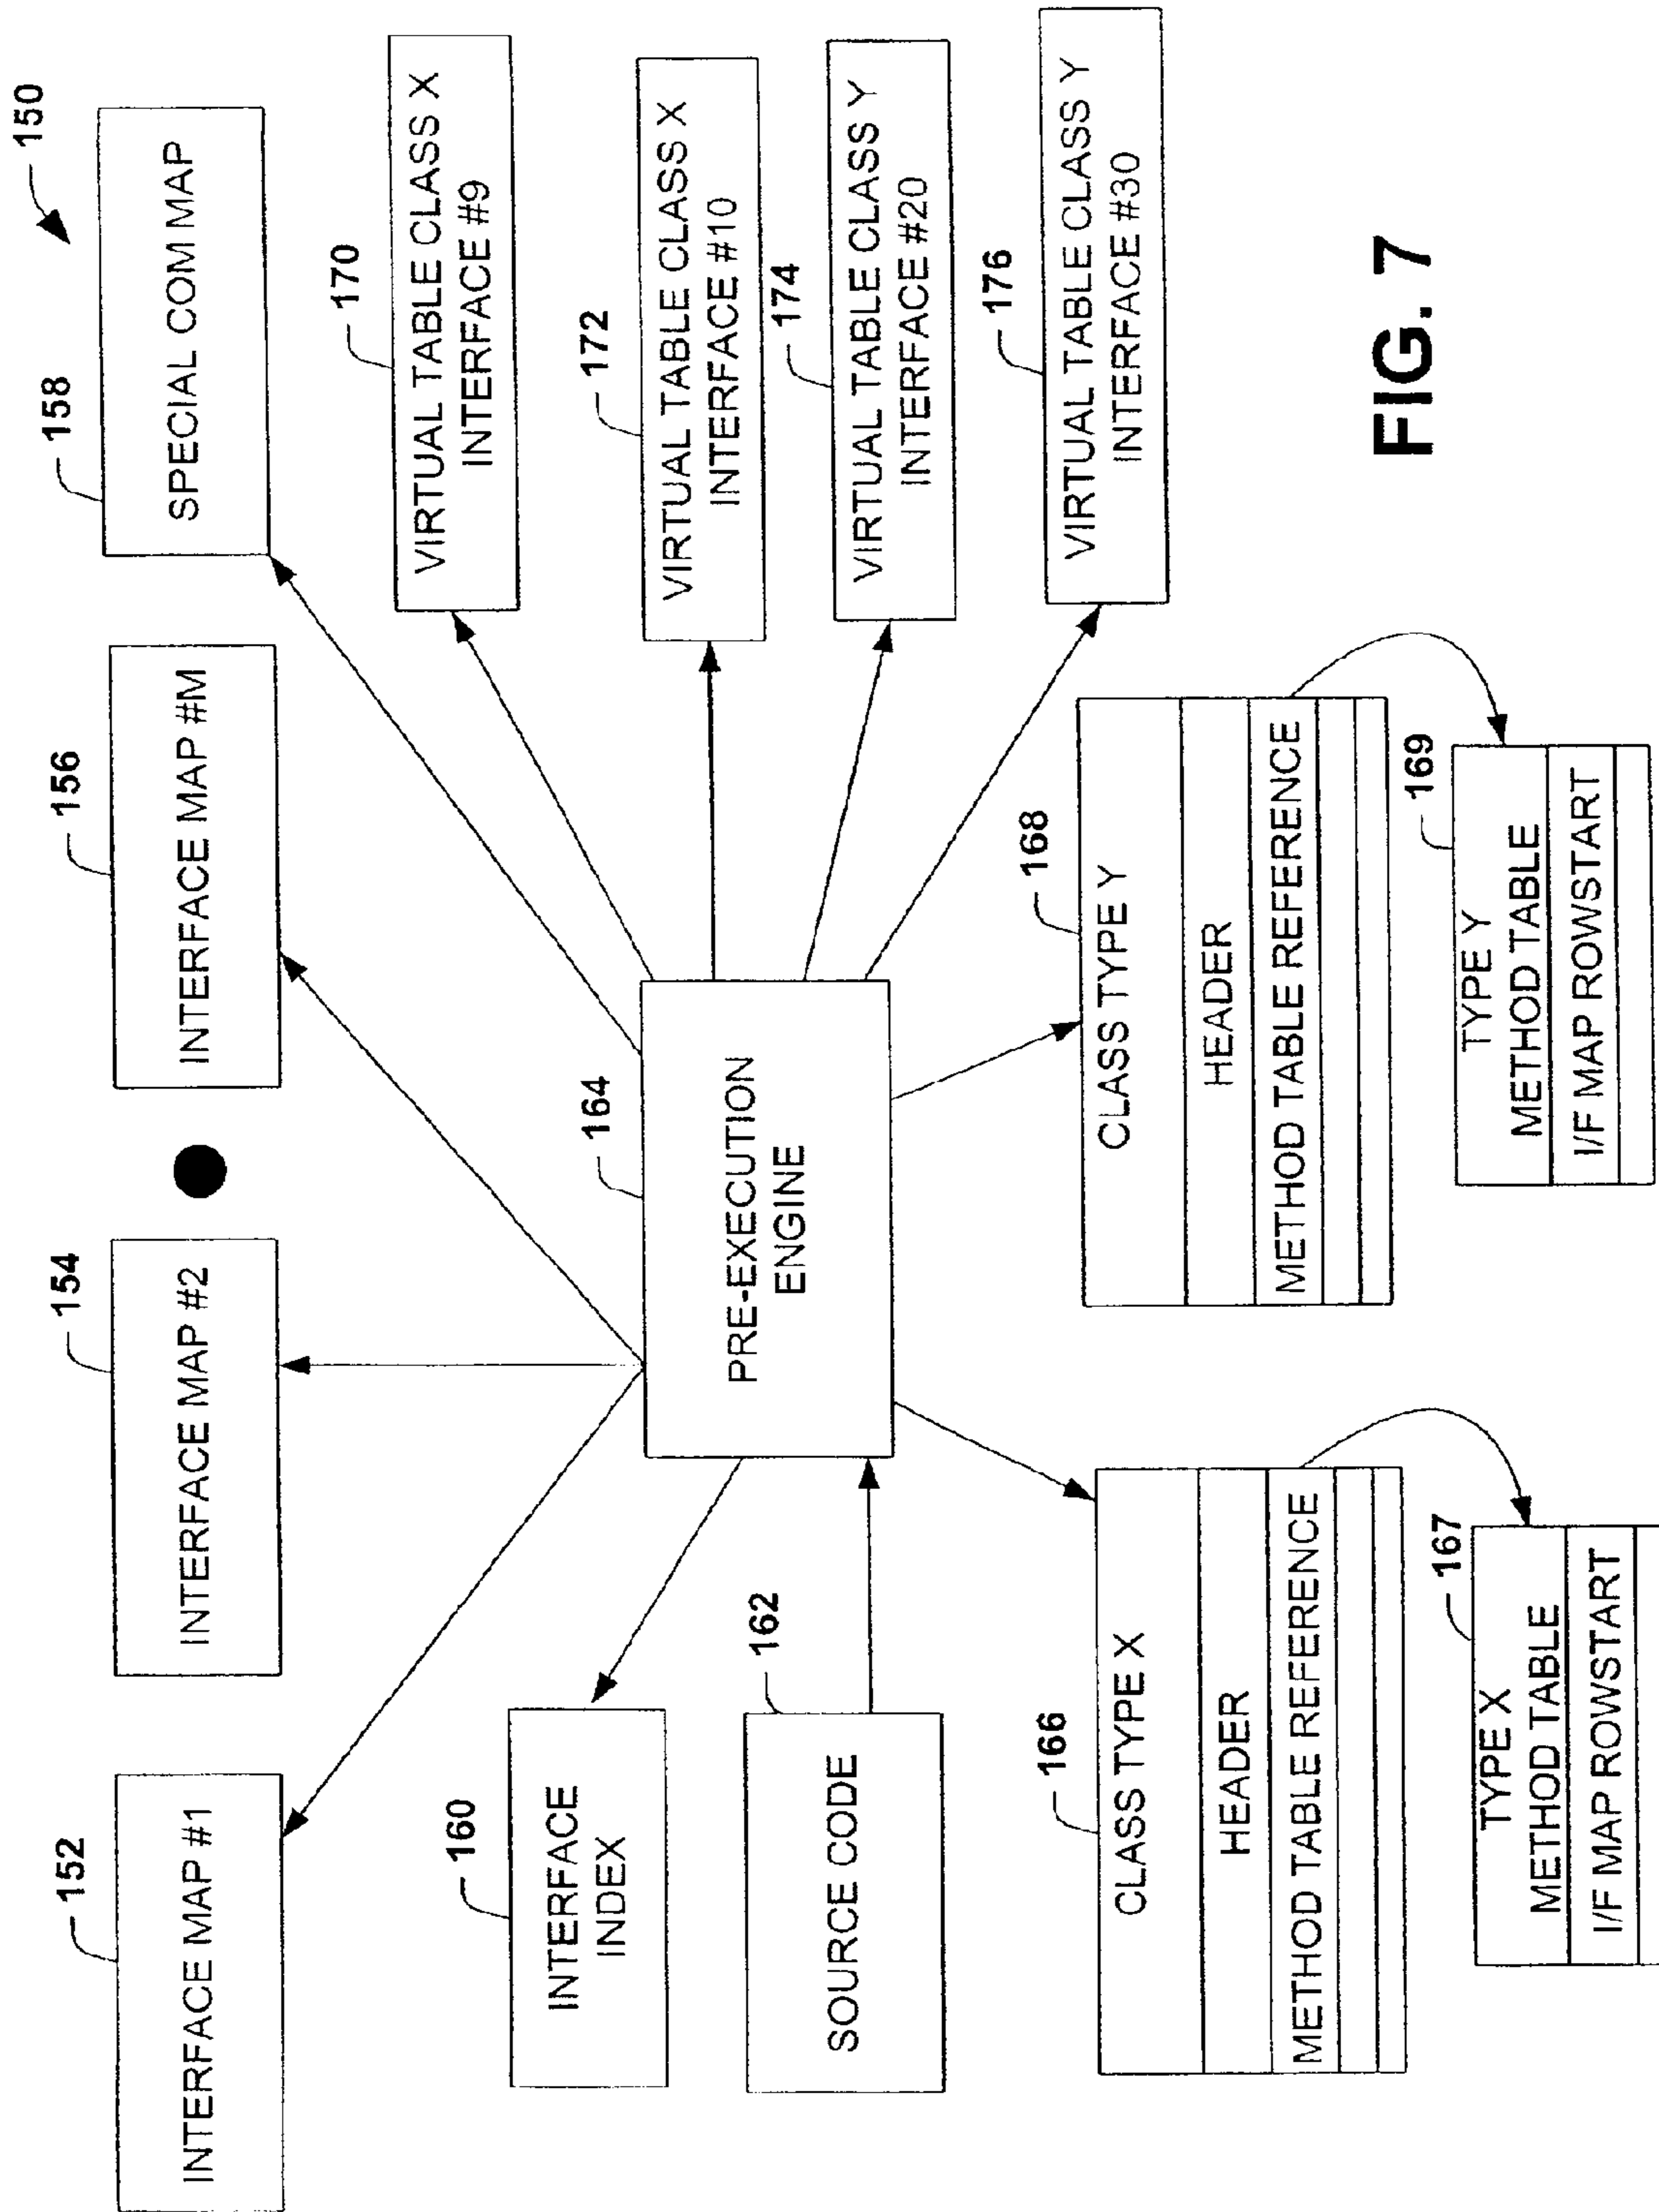 150
152
INTERFACE MAP #1
154
INTERFACE MAP #2
156
INTERFACE MAP #M
158
SPECIAL COM MAP
160
INTERFACE
INDEX
162
SOURCE CODE
164
PRE-EXECUTION
ENGINE
170
VIRTUAL TABLE CLASS X
INTERFACE #9
172
VIRTUAL TABLE CLASS X
INTERFACE #10
174
VIRTUAL TABLE CLASS Y
INTERFACE #20
176
VIRTUAL TABLE CLASS Y
INTERFACE #30
166
CLASS TYPE X
HEADER
METHOD TABLE REFERENCE
167
TYPE X
METHOD TABLE
I/F MAP ROWSTART
168
CLASS TYPE Y
HEADER
METHOD TABLE REFERENCE
169
TYPE Y
METHOD TABLE
I/F MAP ROWSTART
FIG. 7